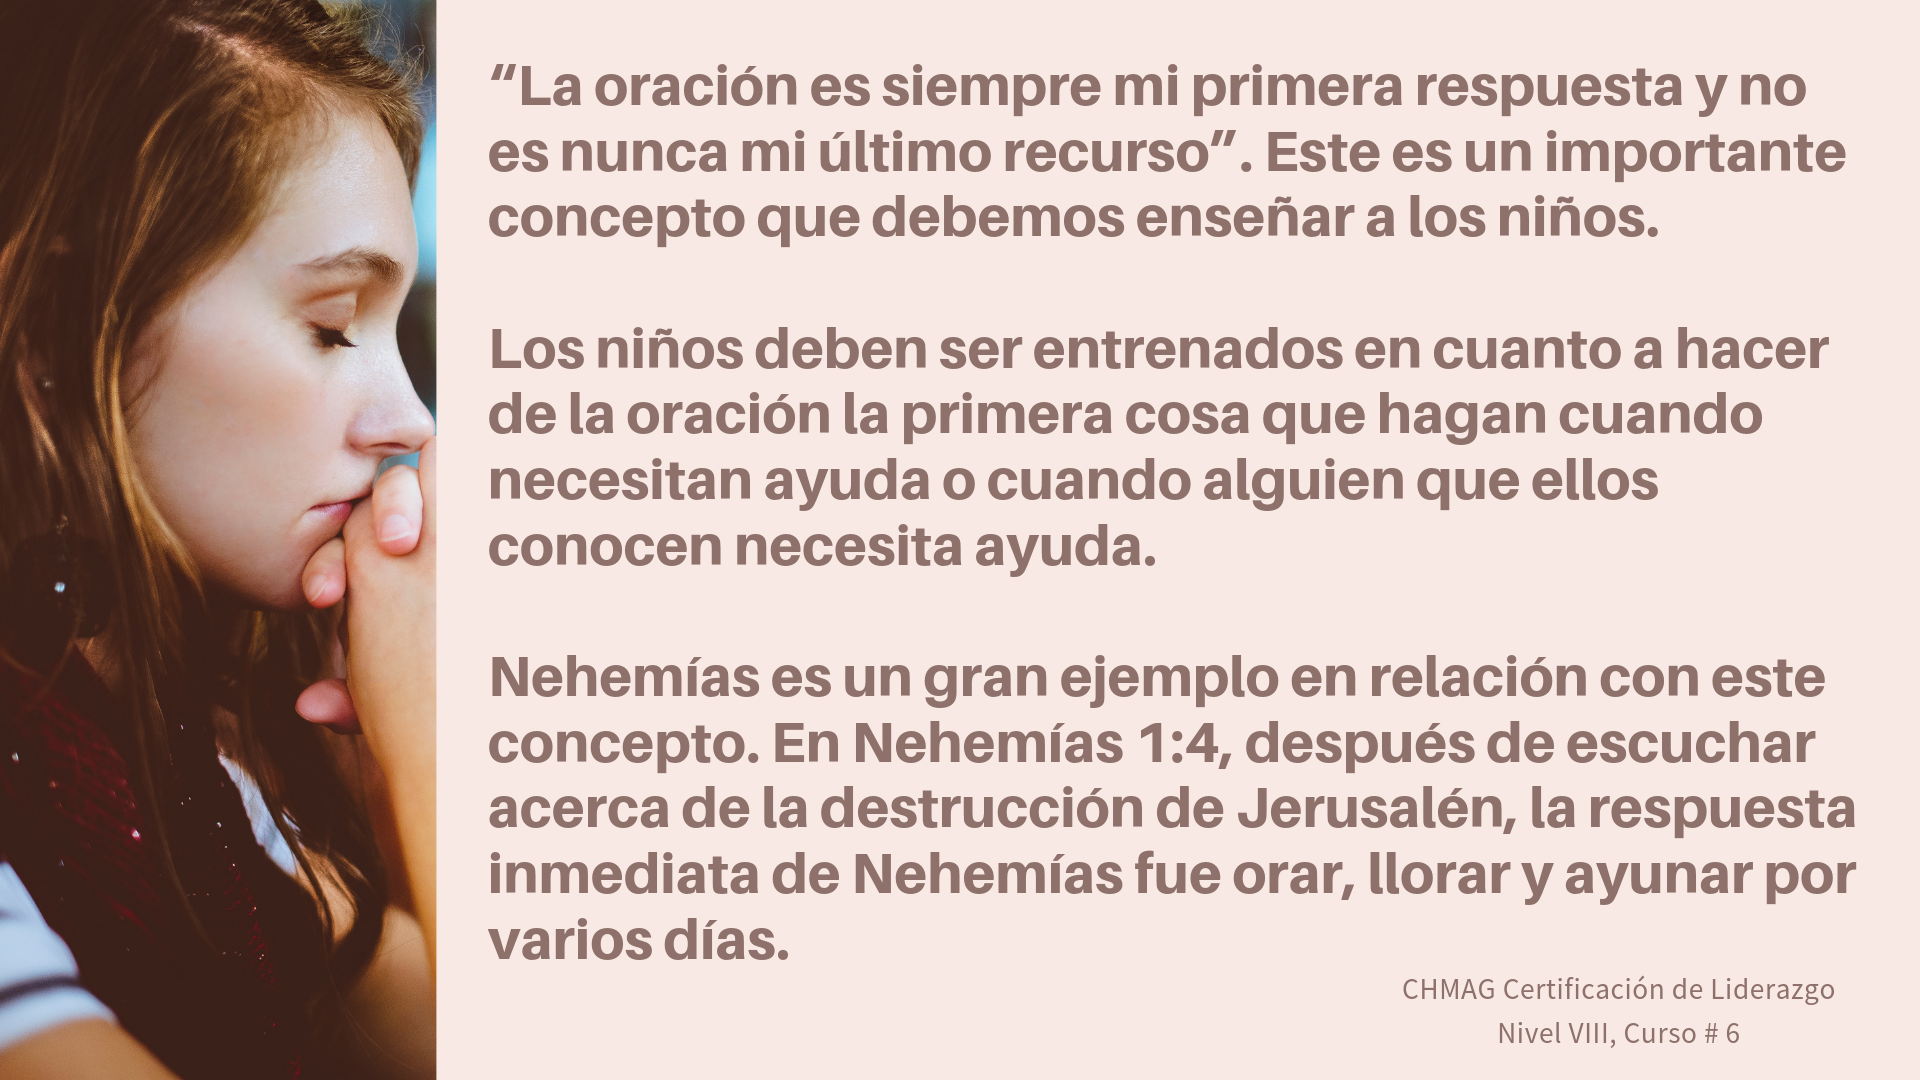 “La oración es siempre mi primera respuesta y no
es nunca mi último recurso”. Este es un importante
concepto que debemos enseñar a los niños.
Los niños deben ser entrenados en cuanto a hacer
de la oración la primera cosa que hagan cuando
necesitan ayuda o cuando alguien que ellos
conocen necesita ayuda.
Nehemías es un gran ejemplo en relación con este
concepto. En Nehemías 1:4, después de escuchar
acerca de la destrucción de Jerusalén, la respuesta
inmediata de Nehemías fue orar, llorar y ayunar por
varios días.
CHMAG Certificación de Liderazgo
Nivel VIII, Curso # 6